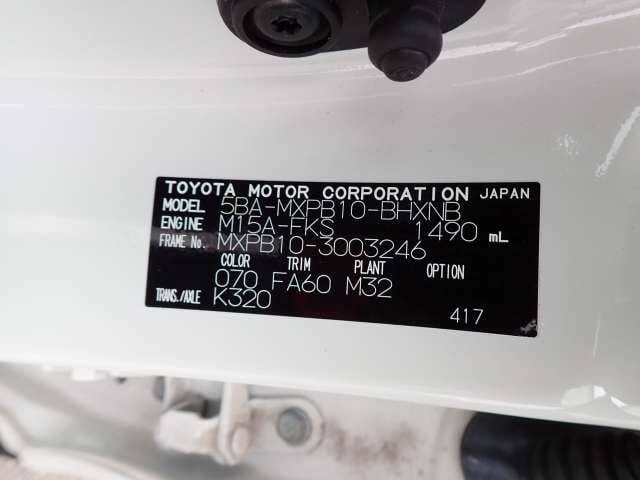 TOYOTA MOTOR CORPORATION JAPAN
MODEL 5BA-MXPB10-BHXNB
ENGINE M15A-FKS 1490 mL
FRAME No. MXPB10-3003246
COLOR TRIM PLANT OPTION
070 FA60 M32
TRANS./AXLE K320
417